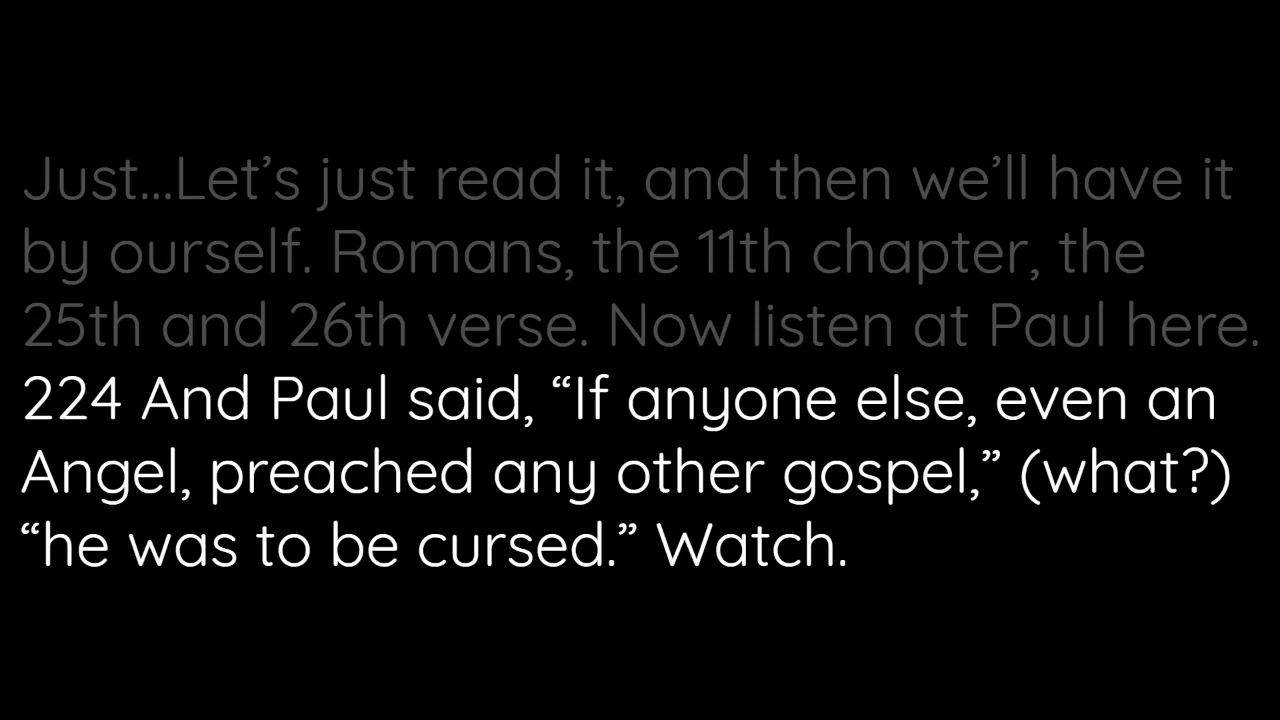 Just...Let’s just read it, and then we’ll have it
by ourself. Romans, the 11th chapter, the
25th and 26th verse. Now listen at Paul here.
224 And Paul said, “If anyone else, even an
Angel, preached any other gospel,” (what?)
“he was to be cursed.” Watch.